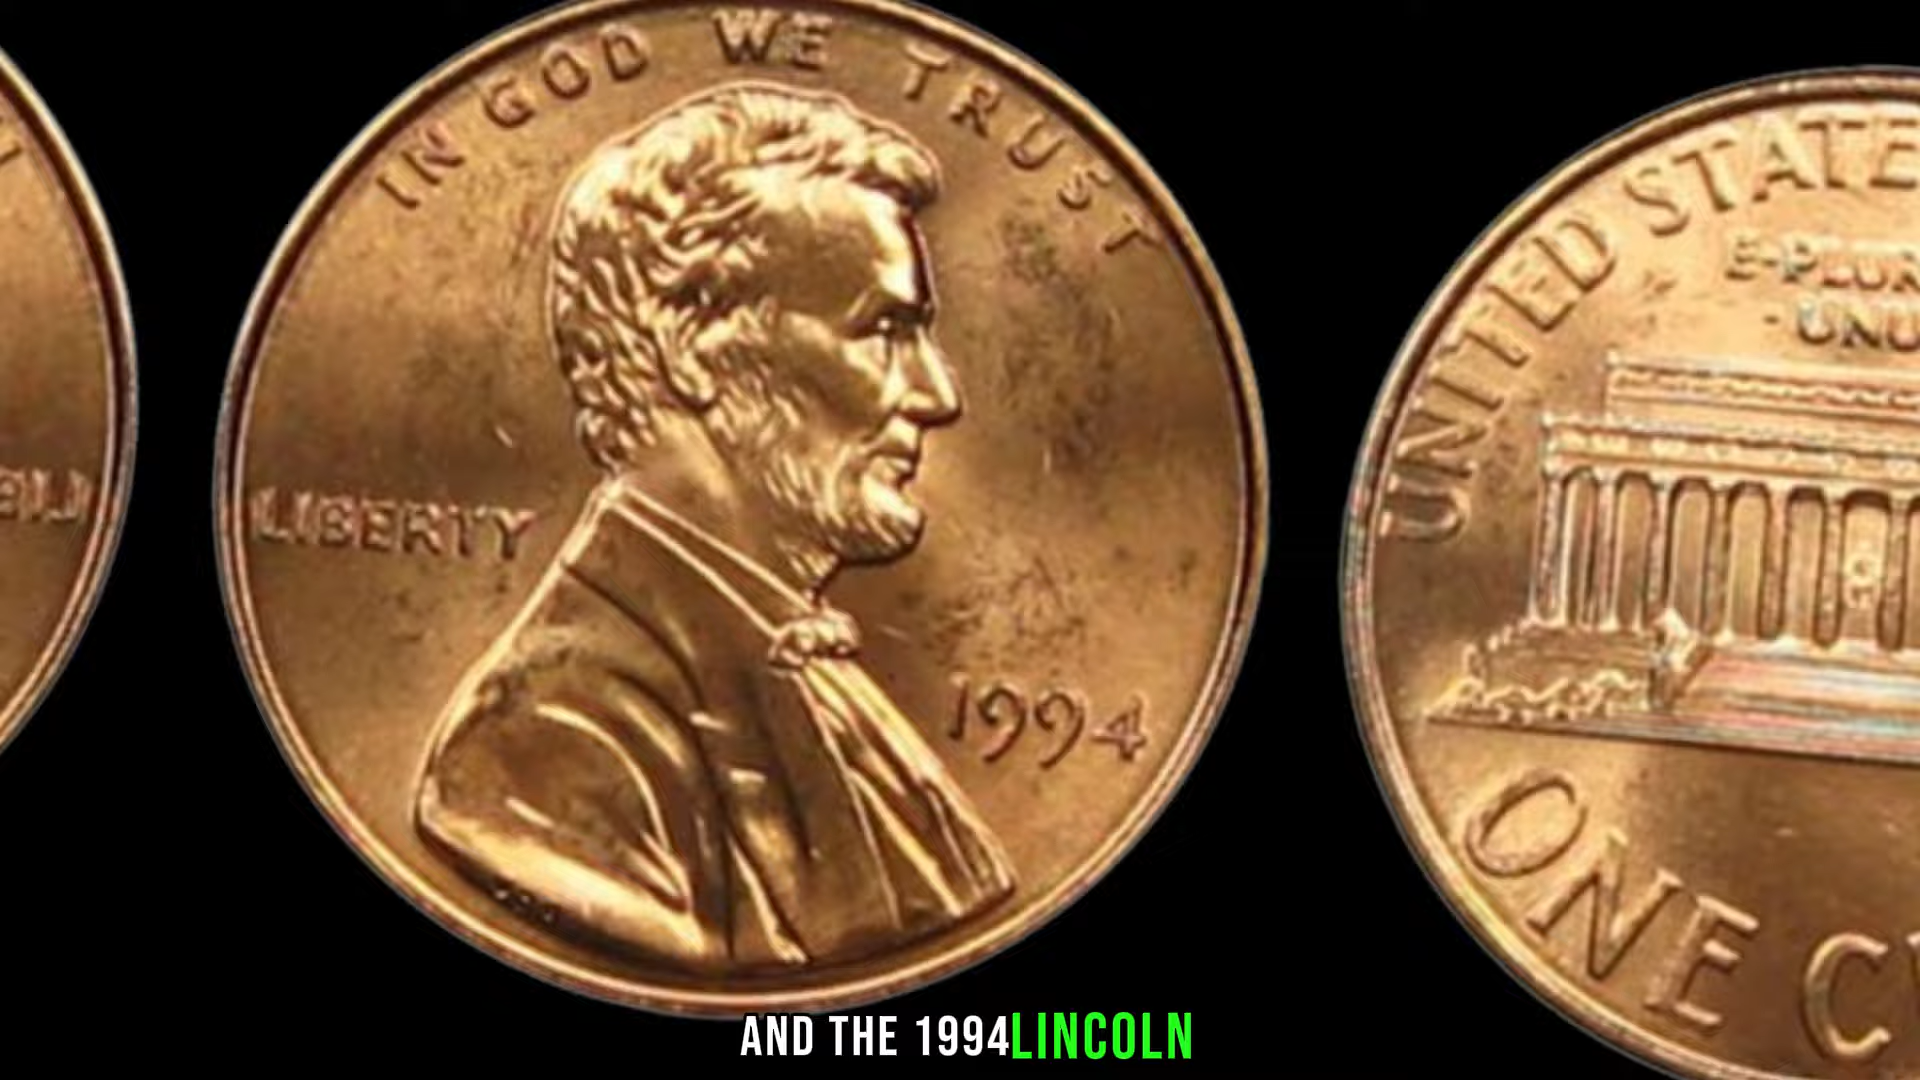 IN GOD WE TRUST
LIBERTY
1994
UNITED STATE
E·PLUR
UNU
ONE C
AND THE 1994LINCOLN